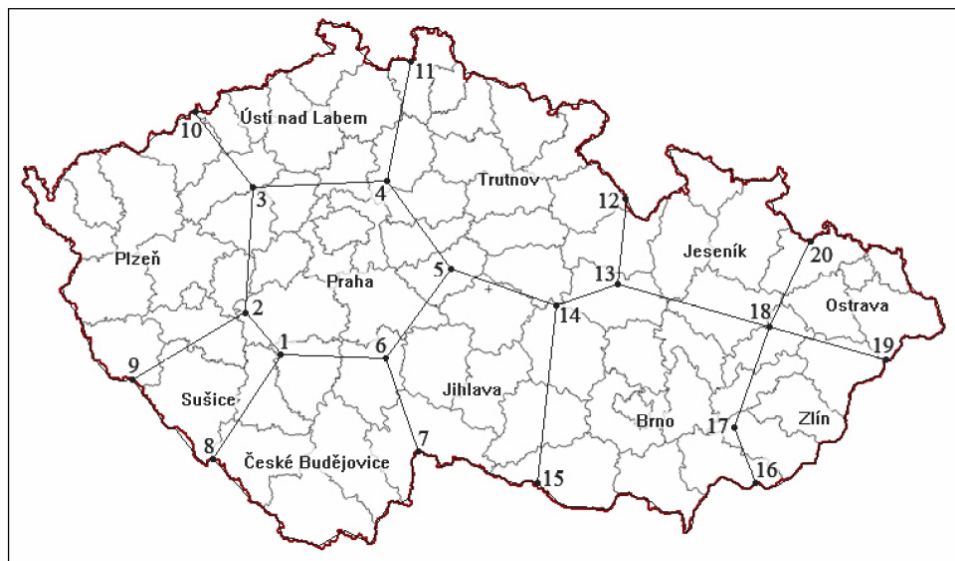 11
Ústí nad Labem
10
4
Trutnov
3
12
Jeseník
20
Plzeň
5
Praha
13
Ostrava
2
14
18
1
6
19
9
Sušice
Jihlava
Brno
17
Zlín
8
České Budějovice
7
15
16